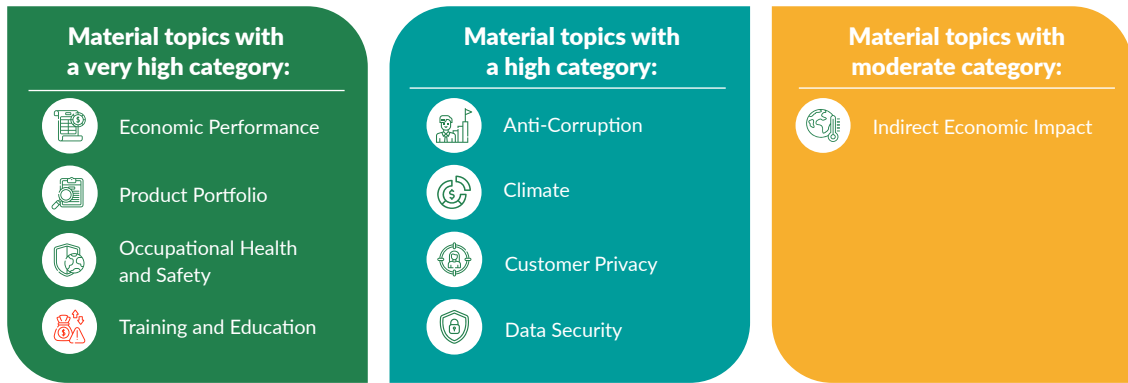 Material topics with
a very high category:
Economic Performance
Product Portfolio
Occupational Health
and Safety
Training and Education
Material topics with
a high category:
Anti-Corruption
Climate
Customer Privacy
Data Security
Material topics with
moderate category:
Indirect Economic Impact